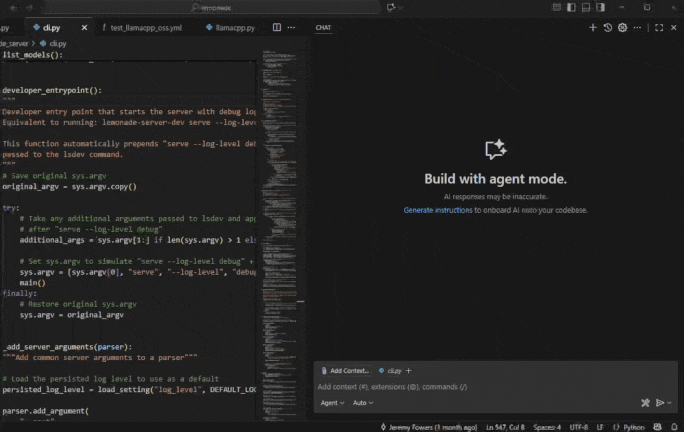 .py
cli.py
test_llamacpp_oss.yml
llamacpp.py
CHAT
de_server > cli.py
list_models():
developer_entrypoint():
"""
Developer entry point that starts the server with debug log
Equivalent to running: lemonade-server-dev serve --log-leve
This function automatically prepends "serve --log-level deb
passed to the lsdev command.
"""
# Save original sys.argv
original_argv = sys.argv.copy()
try:
# Take any additional arguments passed to lsdev and app
# after "serve --log-level debug"
additional_args = sys.argv[1:] if len(sys.argv) > 1 else
# Set sys.argv to simulate "serve --log-level debug" +
sys.argv = [sys.argv[0], "serve", "--log-level", "debug"
main()
finally:
# Restore original sys.argv
sys.argv = original_argv
_add_server_arguments(parser):
"""Add common server arguments to a parser"""
# Load the persisted log level to use as a default
persisted_log_level = load_setting("log_level", DEFAULT_LOG
parser.add_argument(
Build with agent mode.
AI responses may be inaccurate.
Generate instructions to onboard AI onto your codebase.
Add Context...
cli.py +
Add context (#), extensions (@), commands (/)
Agent
Auto
Jeremy Fowers (1 month ago)
Ln 547, Col 8
Spaces: 4
UTF-8
LF
{} Python